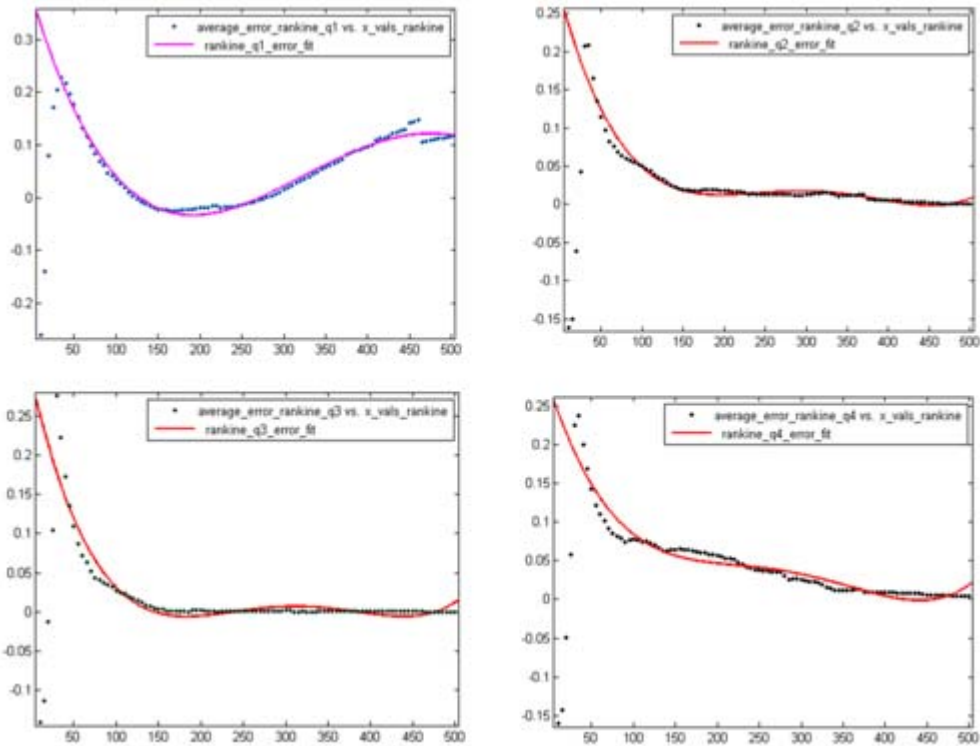 average_error_rankine_q1 vs. x_vals_rankine
rankine_q1_error_fit
0.3
0.2
0.1
0
-0.1
-0.2
50 100 150 200 250 300 350 400 450 500
average_error_rankine_q2 vs. x_vals_rankine
rankine_q2_error_fit
0.25
0.2
0.15
0.1
0.05
0
-0.05
-0.1
-0.15
50 100 150 200 250 300 350 400 450 500
average_error_rankine_q3 vs. x_vals_rankine
rankine_q3_error_fit
0.25
0.2
0.15
0.1
0.05
0
-0.05
-0.1
50 100 150 200 250 300 350 400 450 500
average_error_rankine_q4 vs. x_vals_rankine
rankine_q4_error_fit
0.25
0.2
0.15
0.1
0.05
0
-0.05
-0.1
-0.15
50 100 150 200 250 300 350 400 450 500